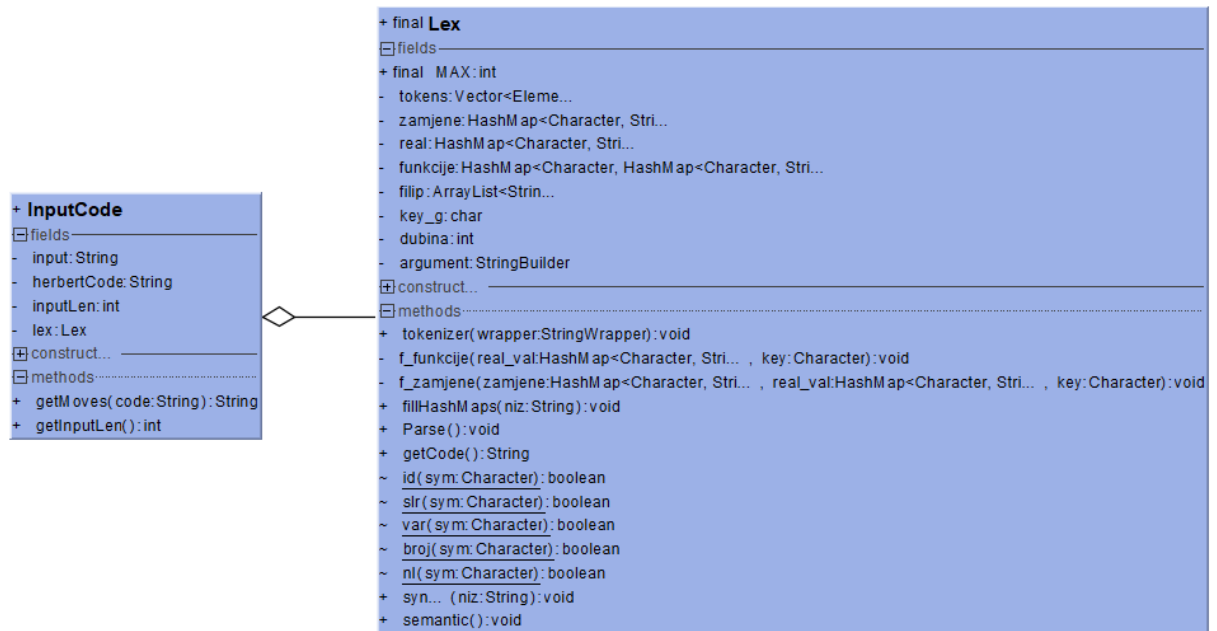 + InputCode
fields
- input:String
- herbertCode:String
- inputLen:int
- lex:Lex
construct...
methods
+ getMoves(code:String):String
+ getInputLen():int
+ final Lex
fields
+ final MAX:int
- tokens:Vector<Eleme...
- zamjene:HashMap<Character, Stri...
- real:HashMap<Character, Stri...
- funkcije:HashMap<Character, HashMap<Character, Stri...
- filip:ArrayList<Strin...
- key_g:char
- dubina:int
- argument:StringBuilder
construct...
methods
+ tokenizer(wrapper:StringWrapper):void
- f_funkcije(real_val:HashMap<Character, Stri... , key:Character):void
- f_zamjene(zamjene:HashMap<Character, Stri... , real_val:HashMap<Character, Stri... , key:Character):void
+ fillHashMaps(niz:String):void
+ Parse():void
+ getCode():String
~ id(sym:Character):boolean
~ slr(sym:Character):boolean
~ var(sym:Character):boolean
~ broj(sym:Character):boolean
~ nl(sym:Character):boolean
+ syn... (niz:String):void
+ semantic():void